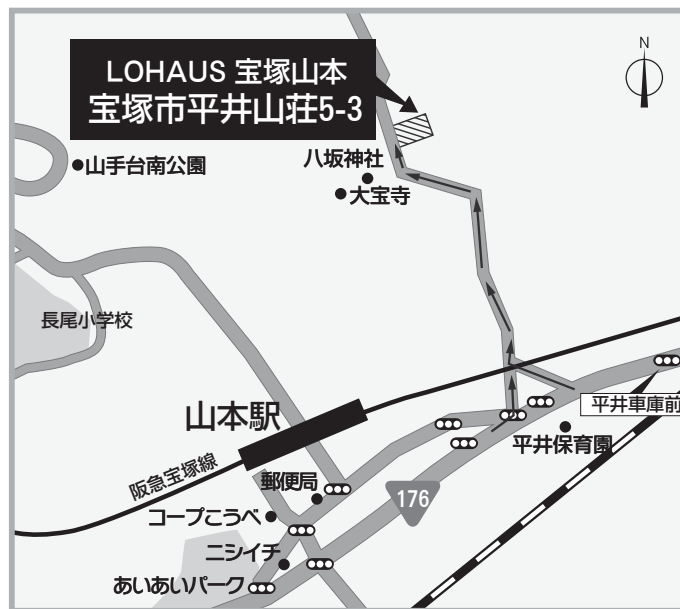 LOHAUS 宝塚山本
宝塚市平井山荘5-3
N
八坂神社
山手台南公園
大宝寺
長尾小学校
山本駅
平井車庫前
平井保育園
阪急宝塚線
郵便局
176
コープこうべ
ニシイチ
あいあいパーク